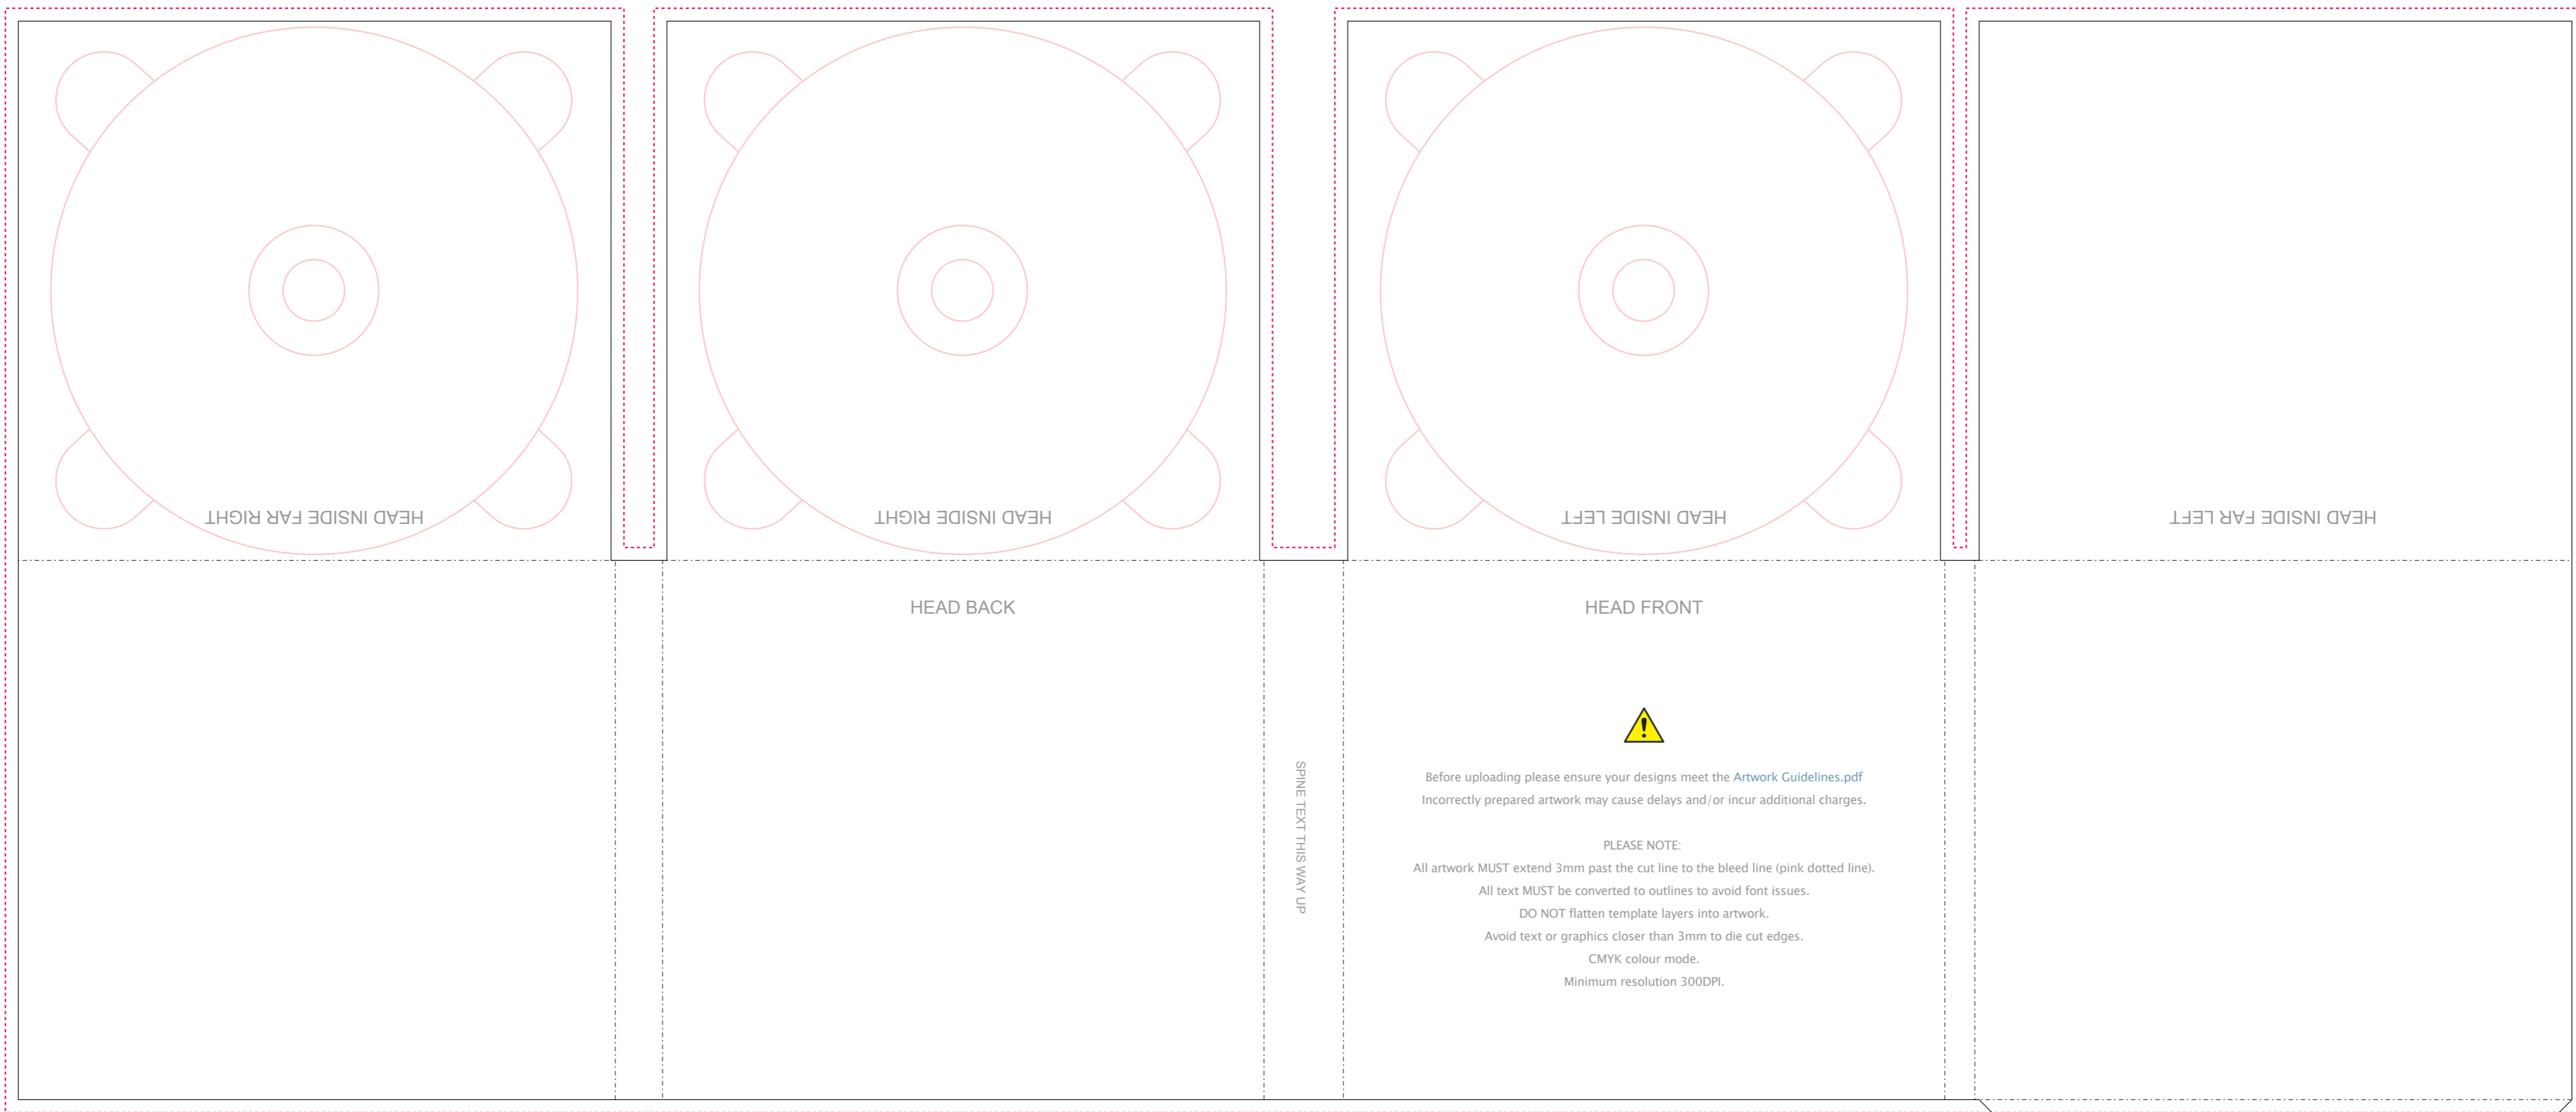 HEAD INSIDE FAR RIGHT
HEAD INSIDE RIGHT
HEAD INSIDE LEFT
HEAD INSIDE FAR LEFT
HEAD BACK
HEAD FRONT
SPINE TEXT THIS WAY UP
Before uploading please ensure your designs meet the Artwork Guidelines.pdf
Incorrectly prepared artwork may cause delays and/or incur additional charges.
PLEASE NOTE:
All artwork MUST extend 3mm past the cut line to the bleed line (pink dotted line).
All text MUST be converted to outlines to avoid font issues.
DO NOT flatten template layers into artwork.
Avoid text or graphics closer than 3mm to die cut edges.
CMYK colour mode.
Minimum resolution 300DPI.